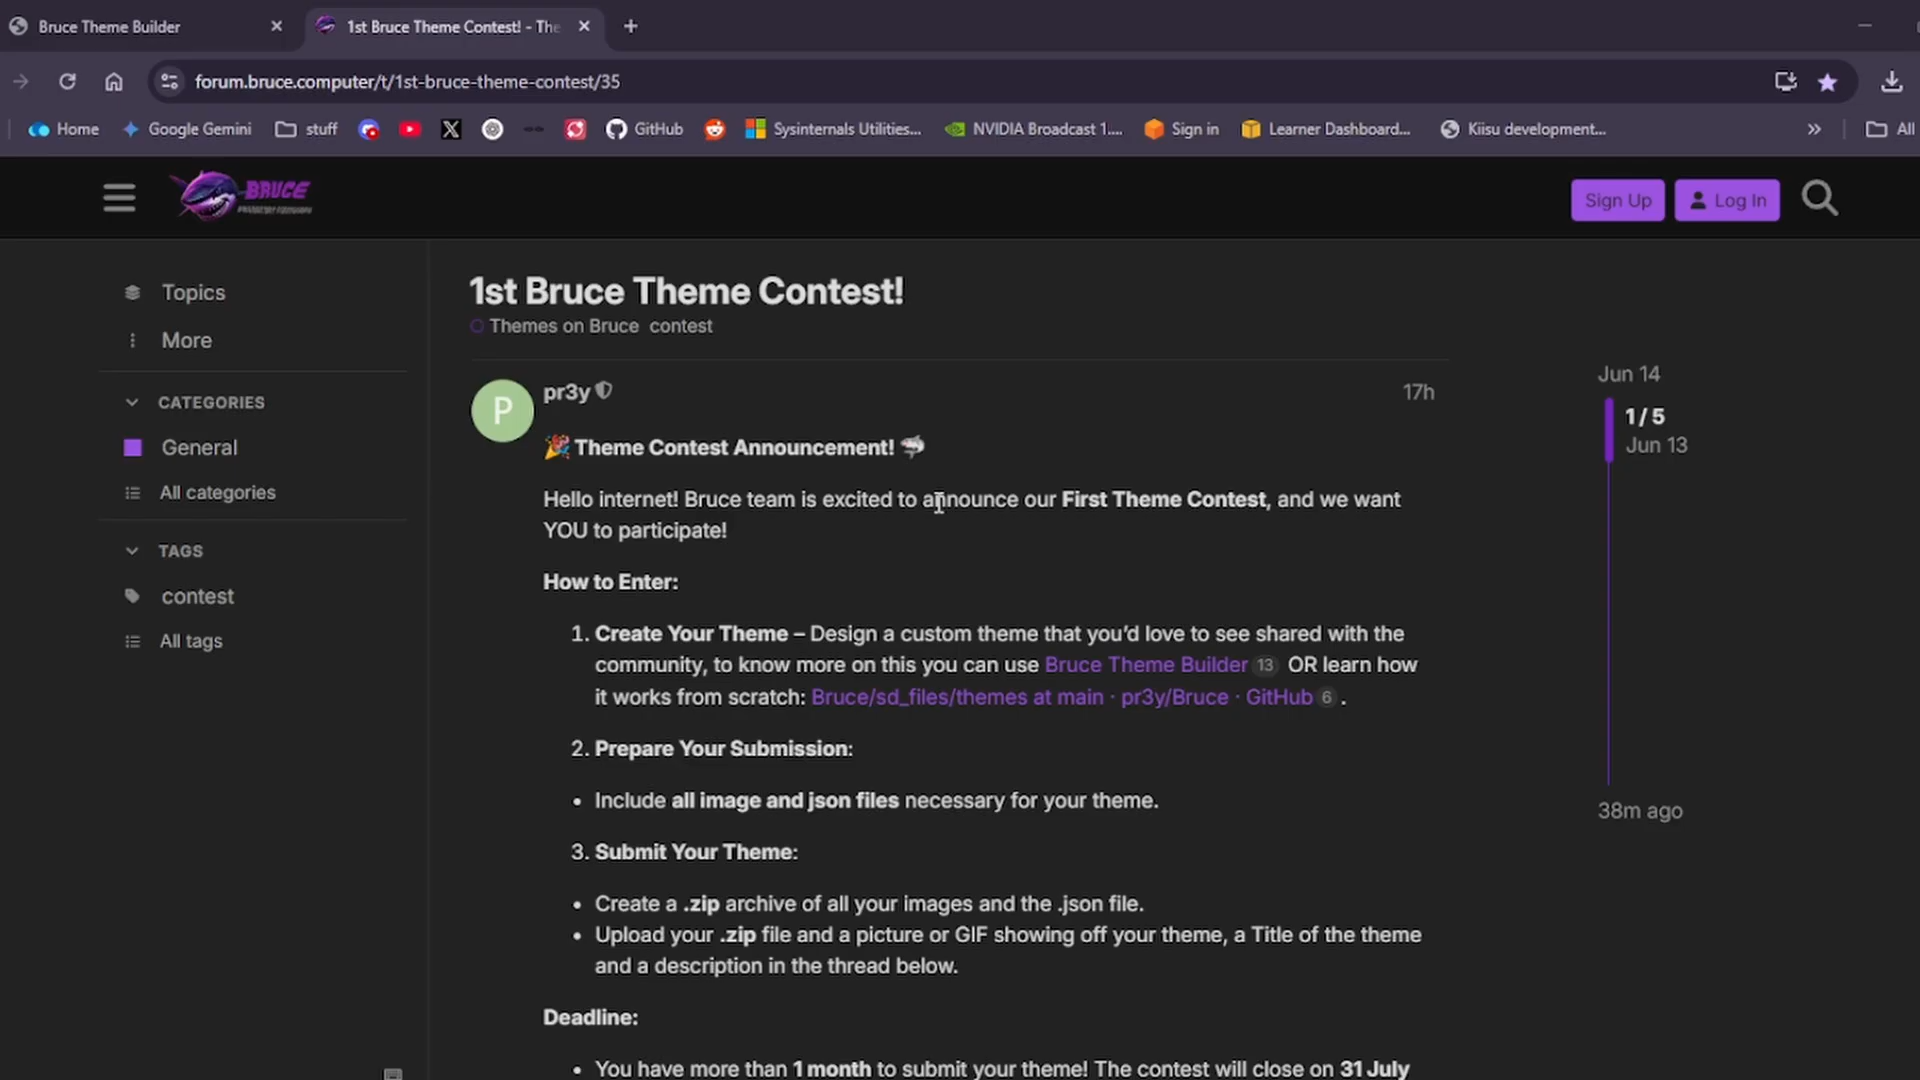 Bruce Theme Builder
1st Bruce Theme Contest! - The
forum.bruce.computer/t/1st-bruce-theme-contest/35
Home
Google Gemini
stuff
GitHub
Sysinternals Utilities...
NVIDIA Broadcast 1....
Sign in
Learner Dashboard...
Kiisu development...
All
BRUCE
Sign Up
Log In
Topics
More
CATEGORIES
General
All categories
TAGS
contest
All tags
1st Bruce Theme Contest!
Themes on Bruce contest
P
pr3y
17h
Theme Contest Announcement!
Hello internet! Bruce team is excited to announce our First Theme Contest, and we want
YOU to participate!
How to Enter:
1. Create Your Theme – Design a custom theme that you’d love to see shared with the
community, to know more on this you can use Bruce Theme Builder 13 OR learn how
it works from scratch: Bruce/sd_files/themes at main · pr3y/Bruce · GitHub 6 .
2. Prepare Your Submission:
• Include all image and json files necessary for your theme.
3. Submit Your Theme:
• Create a .zip archive of all your images and the .json file.
• Upload your .zip file and a picture or GIF showing off your theme, a Title of the theme
and a description in the thread below.
Deadline:
• You have more than 1 month to submit your theme! The contest will close on 31 July
Jun 14
1 / 5
Jun 13
38m ago